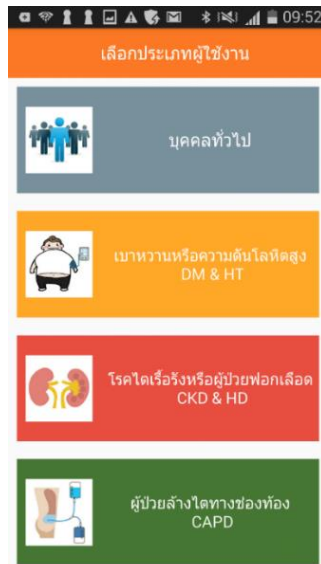 09:52
เลือกประเภทผู้ใช้งาน
บุคคลทั่วไป
เบาหวานหรือความดันโลหิตสูง
DM & HT
โรคไตเรื้อรังหรือผู้ป่วยฟอกเลือด
CKD & HD
ผู้ป่วยล้างไตทางช่องท้อง
CAPD